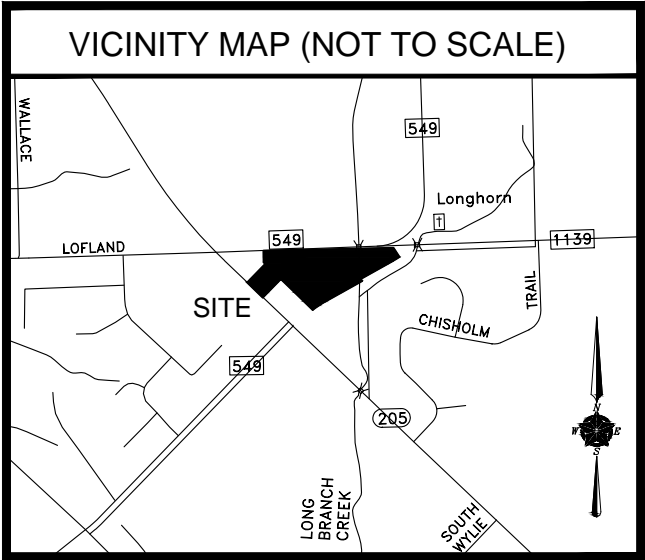 VICINITY MAP (NOT TO SCALE)
WALLACE
549
Longhorn
549
1139
LOFLAND
SITE
TRAIL
CHISHOLM
549
205
N
W E
S
LONG
BRANCH
CREEK
SOUTH
WYLIE